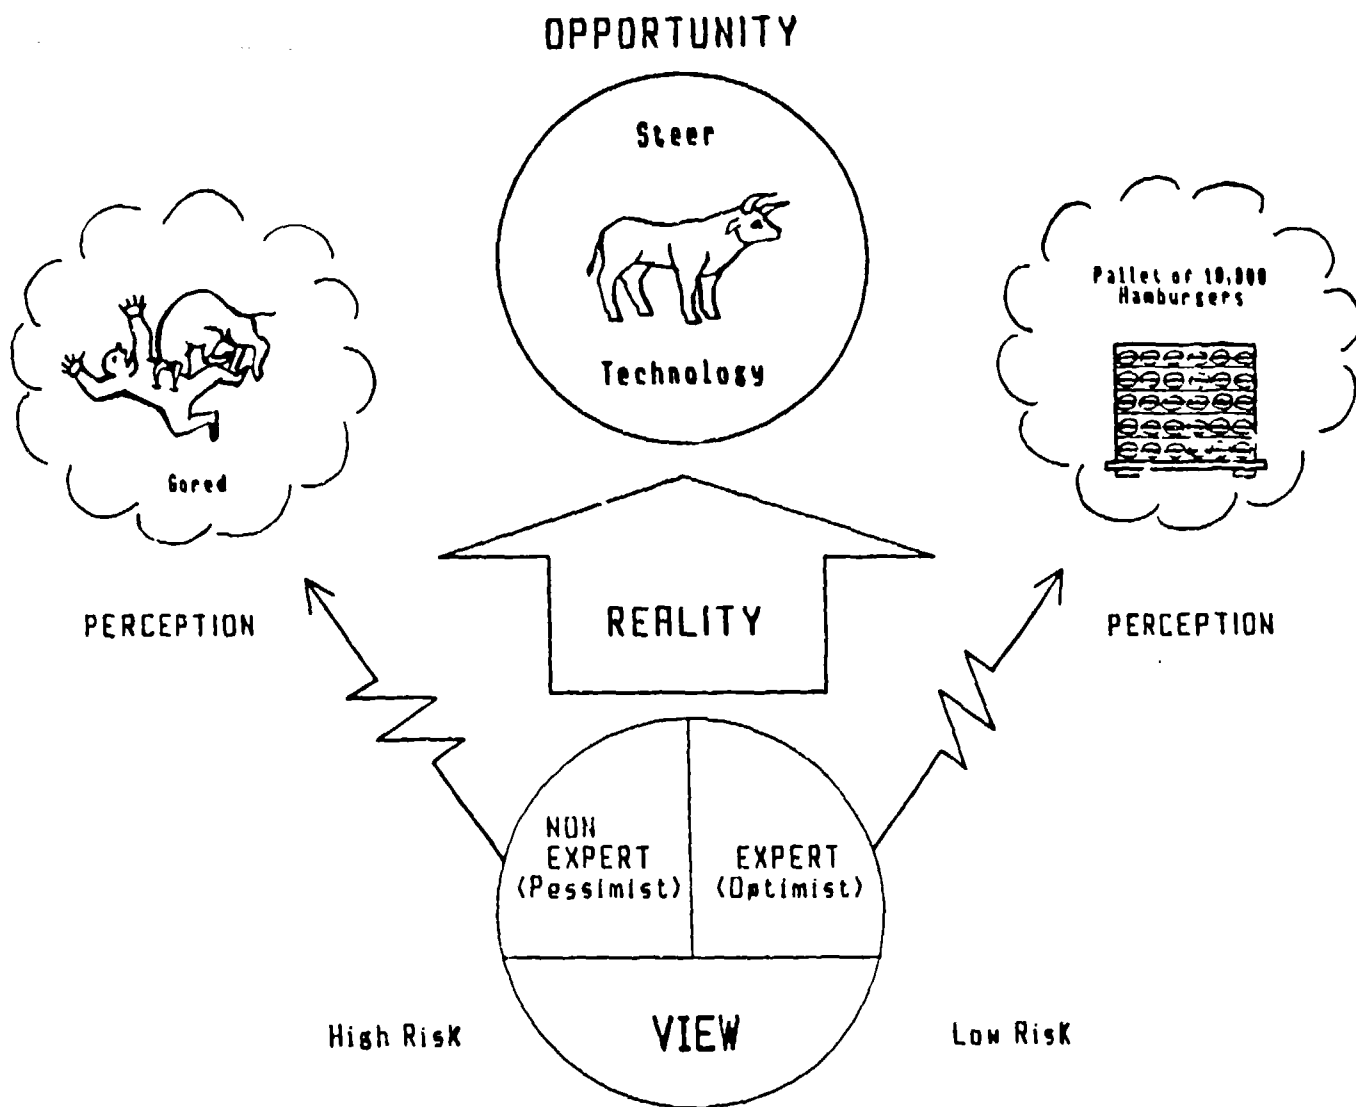 OPPORTUNITY
Steer
Technology
Gored
Pallet of 10,000
Hamburgers
PERCEPTION
REALITY
PERCEPTION
NON
EXPERT
(Pessimist)
EXPERT
(Optimist)
High Risk
VIEW
Low Risk